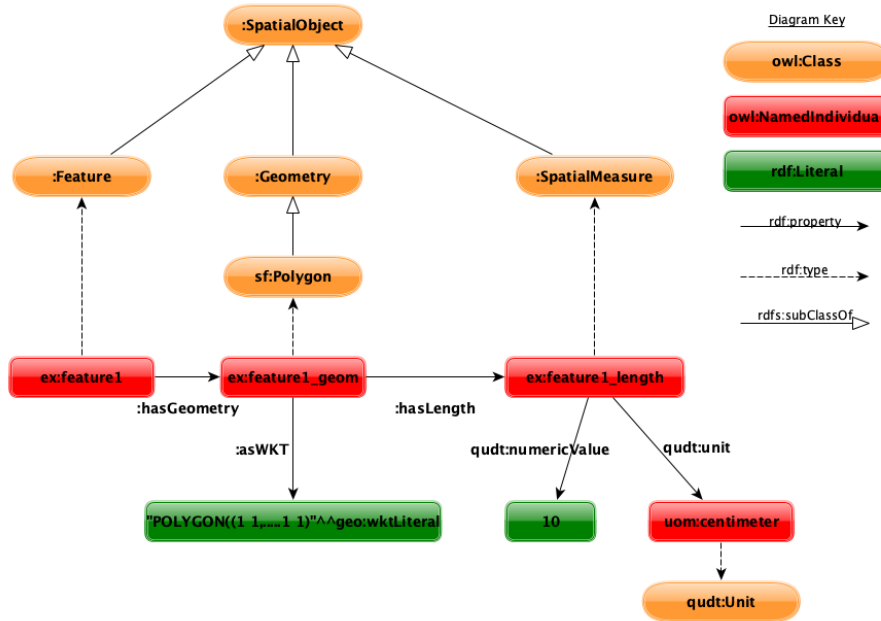 :SpatialObject
Diagram Key
owl:Class
owl:NamedIndividua
:Feature
:Geometry
:SpatialMeasure
rdf:Literal
rdf:property
rdf:type
sf:Polygon
rdfs:subClassOf
ex:feature1
ex:feature1_geom
ex:feature1_length
:hasGeometry
:hasLength
:asWKT
qudt:numericValue
qudt:unit
"POLYGON((1 1,....1 1)"^^geo:wktLiteral
10
uom:centimeter
qudt:Unit